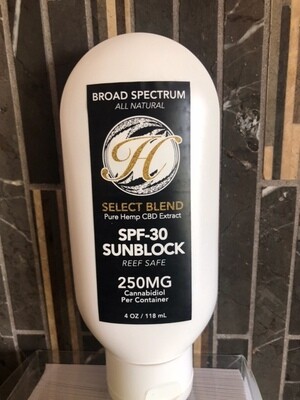 BROAD SPECTRUM
ALL NATURAL
H
SELECT BLEND
Pure Hemp CBD Extract
SPF-30
SUNBLOCK
REEF SAFE
250MG
Cannabidiol
Per Container
4 OZ / 118 mL